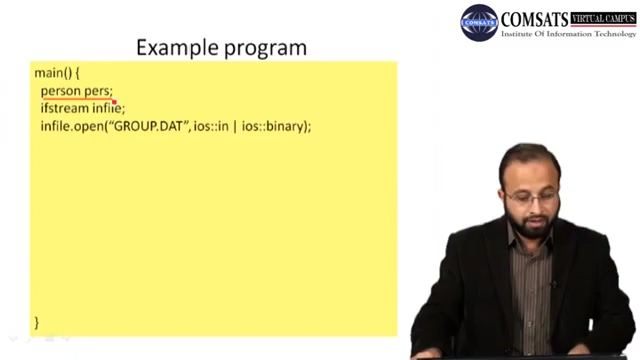 COMSATS VIRTUAL CAMPUS
Institute Of Information Technology
Example program
main() {
person pers;
ifstream infile;
infile.open("GROUP.DAT", ios::in | ios::binary);
}